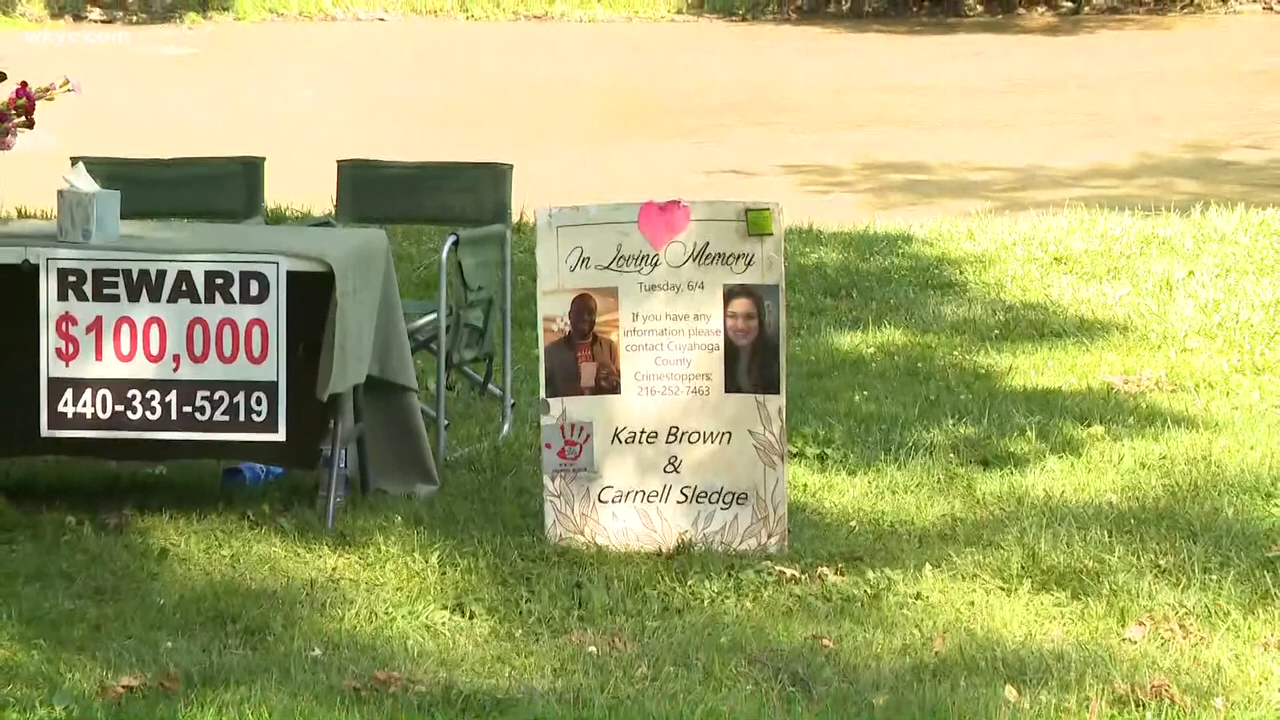 wkyc.com
REWARD
$100,000
440-331-5219
In Loving Memory
Tuesday, 6/4
If you have any
information please
contact Cuyahoga
County
Crimestoppers;
216-252-7463
Kate Brown
&
Carnell Sledge